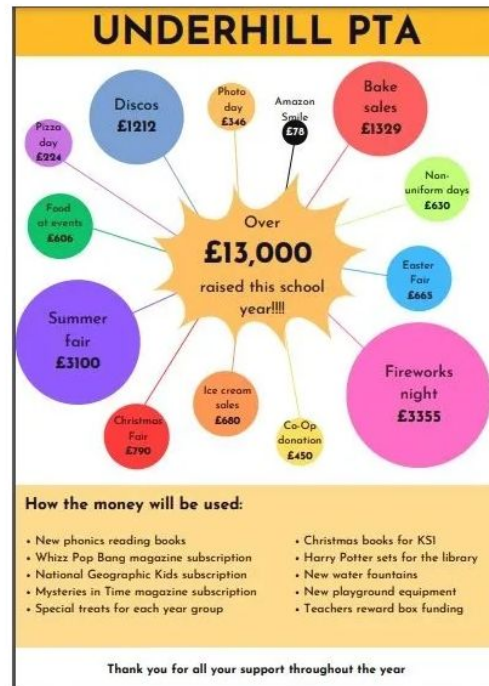 UNDERHILL PTA
Discos
£1212
Photo
day
£346
Amazon
Smile
£78
Bake
sales
£1329
Pizza
day
£224
Non-
uniform days
£630
Food
at events
£606
Over
£13,000
raised this school
year!!!!
Easter
Fair
£665
Summer
fair
£3100
Fireworks
night
£3355
Ice cream
sales
£680
Christmas
Fair
£790
Co-Op
donation
£450
How the money will be used:
• New phonics reading books
• Whizz Pop Bang magazine subscription
• National Geographic Kids subscription
• Mysteries in Time magazine subscription
• Special treats for each year group
• Christmas books for KS1
• Harry Potter sets for the library
• New water fountains
• New playground equipment
• Teachers reward box funding
Thank you for all your support throughout the year